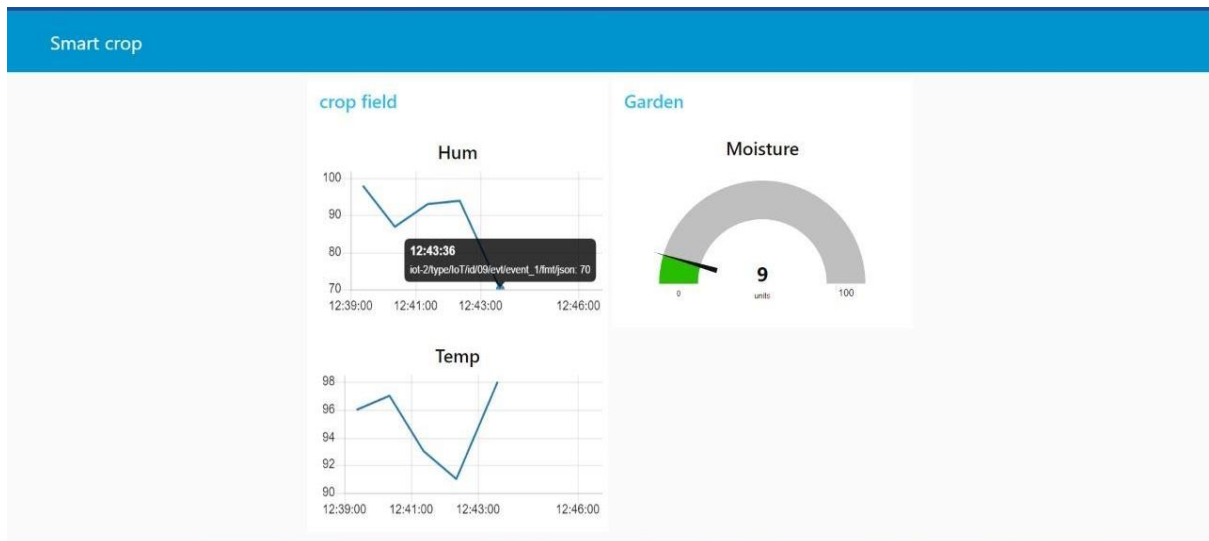 Smart crop
crop field
Hum
100
90
80
70
12:43:36
iot-2/type/IoT/id/09/evt/event_1/fmt/json: 70
12:39:00 12:41:00 12:43:00 12:46:00
Temp
98
96
94
92
90
12:39:00 12:41:00 12:43:00 12:46:00
Garden
Moisture
9
units
0 100